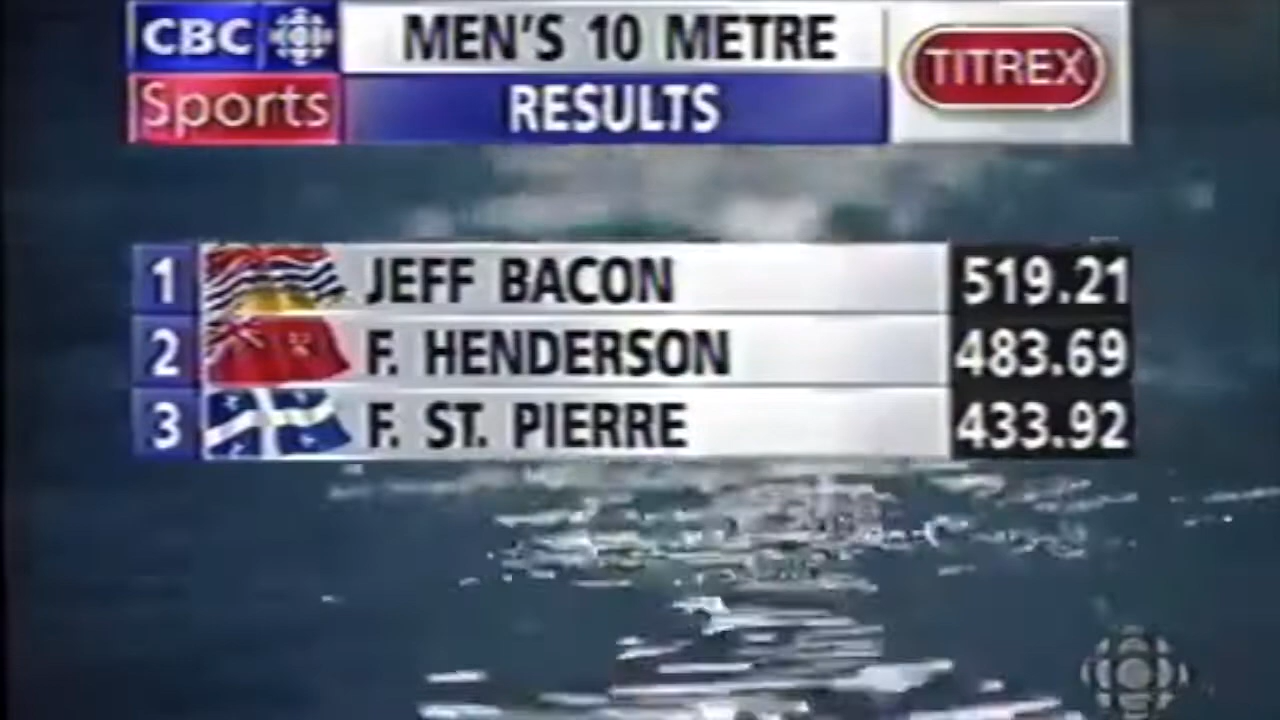 CBC
Sports
MEN'S 10 METRE
RESULTS
TITREX
1 JEFF BACON 519.21
2 F. HENDERSON 483.69
3 F. ST. PIERRE 433.92